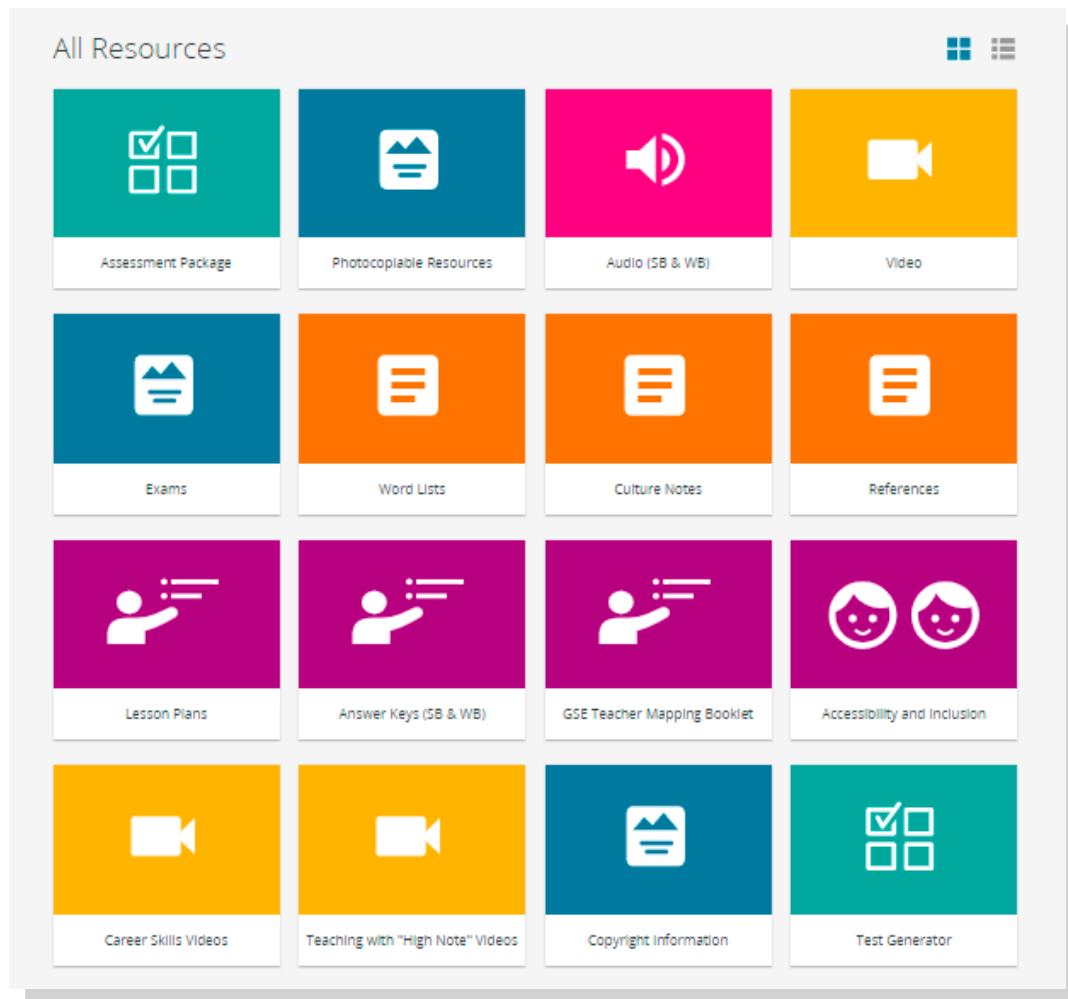 All Resources
Assessment Package
Photocopiable Resources
Audio (SB & WB)
Video
Exams
Word Lists
Culture Notes
References
Lesson Plans
Answer Keys (SB & WB)
GSE Teacher Mapping Booklet
Accessibility and Inclusion
Career Skills Videos
Teaching with "High Note" Videos
Copyright Information
Test Generator